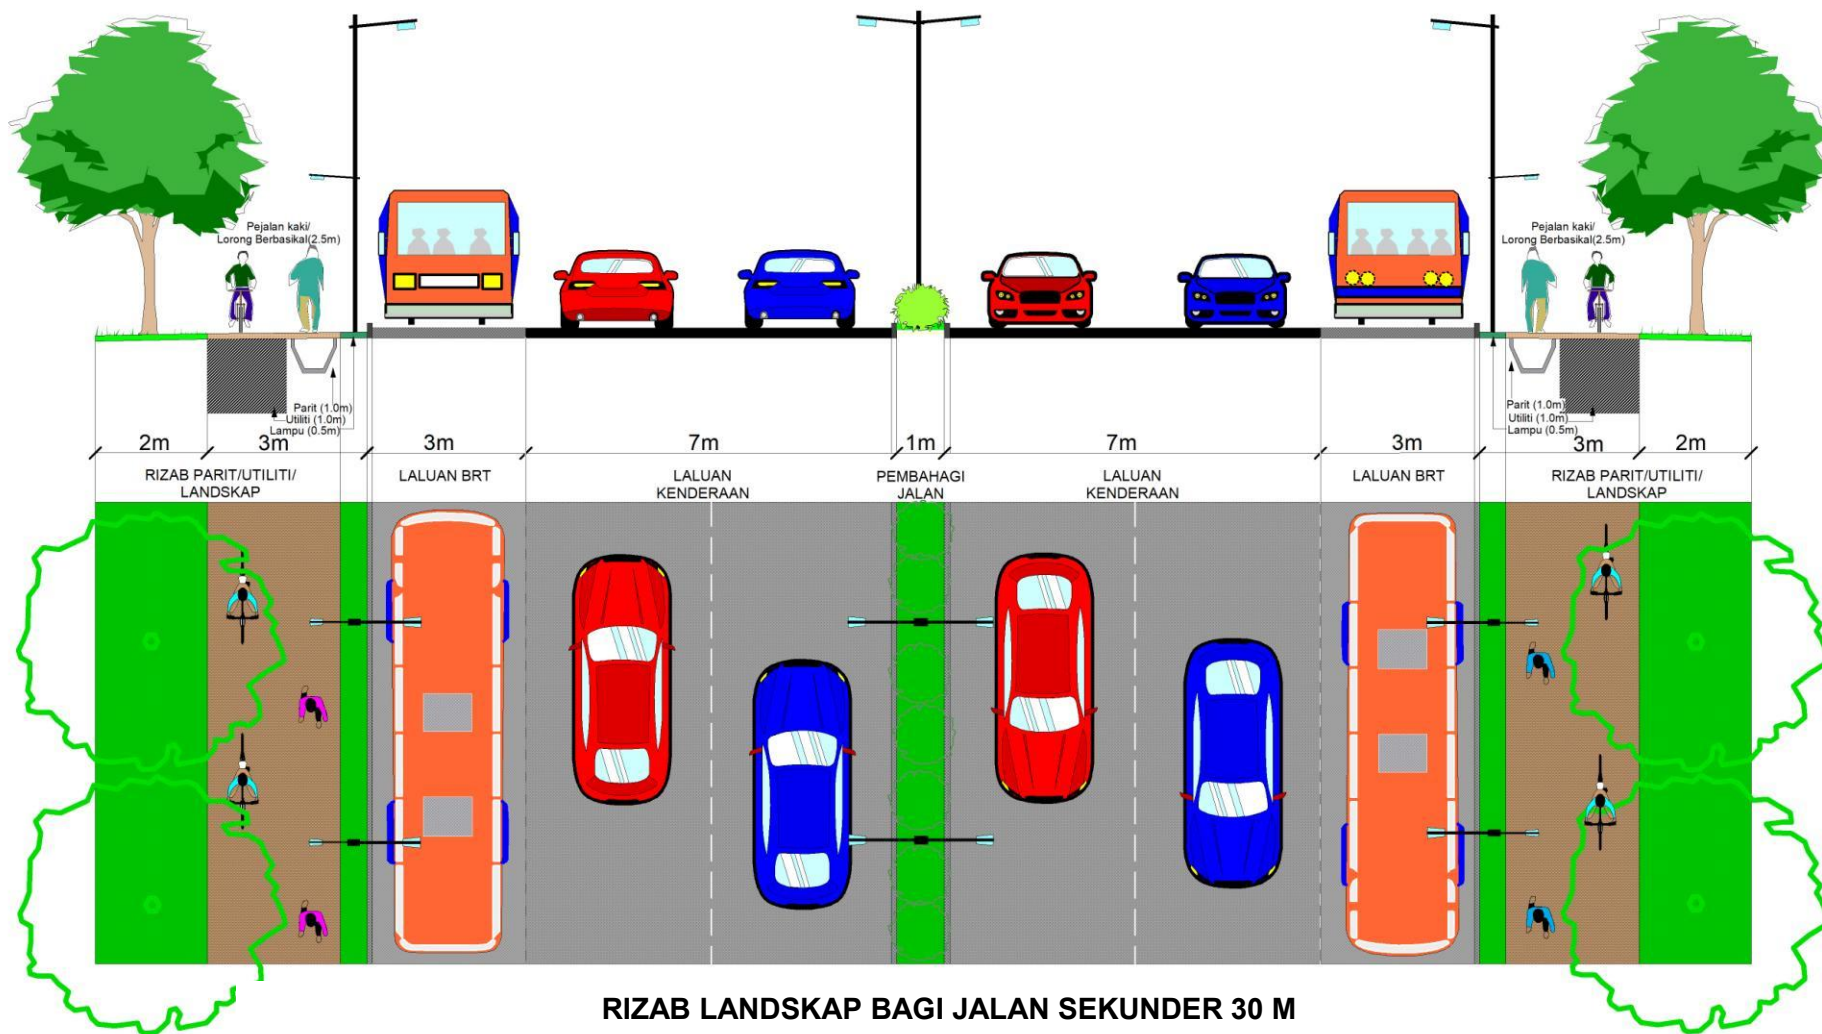 Pejalan kaki/
Lorong Berbasikal(2.5m)
Pejalan kaki/
Lorong Berbasikal(2.5m)
Parit (1.0m)
Utiliti (1.0m)
Lampu (0.5m)
Parit (1.0m)
Utiliti (1.0m)
Lampu (0.5m)
2m 3m 3m 7m 1m 7m 3m 3m 2m
RIZAB PARIT/UTILITI/
LANDSKAP
LALUAN BRT
LALUAN
KENDERAAN
PEMBAHAGI
JALAN
LALUAN
KENDERAAN
LALUAN BRT
RIZAB PARIT/UTILITI/
LANDSKAP
RIZAB LANDSKAP BAGI JALAN SEKUNDER 30 M